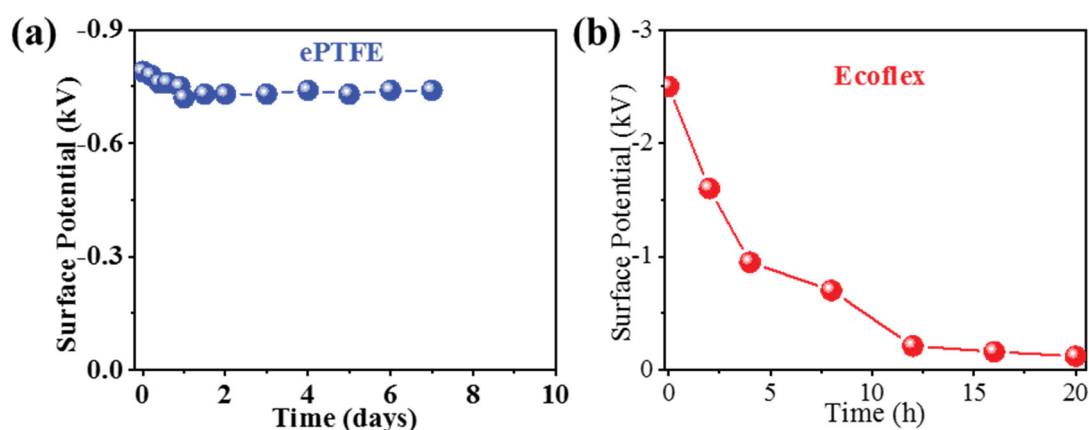 (a)
ePTFE
Surface Potential (kV)
-0.9
-0.6
-0.3
0.0
0
2
4
6
8
10
Time (days)
(b)
Ecoflex
Surface Potential (kV)
-3
-2
-1
0
0
5
10
15
20
Time (h)